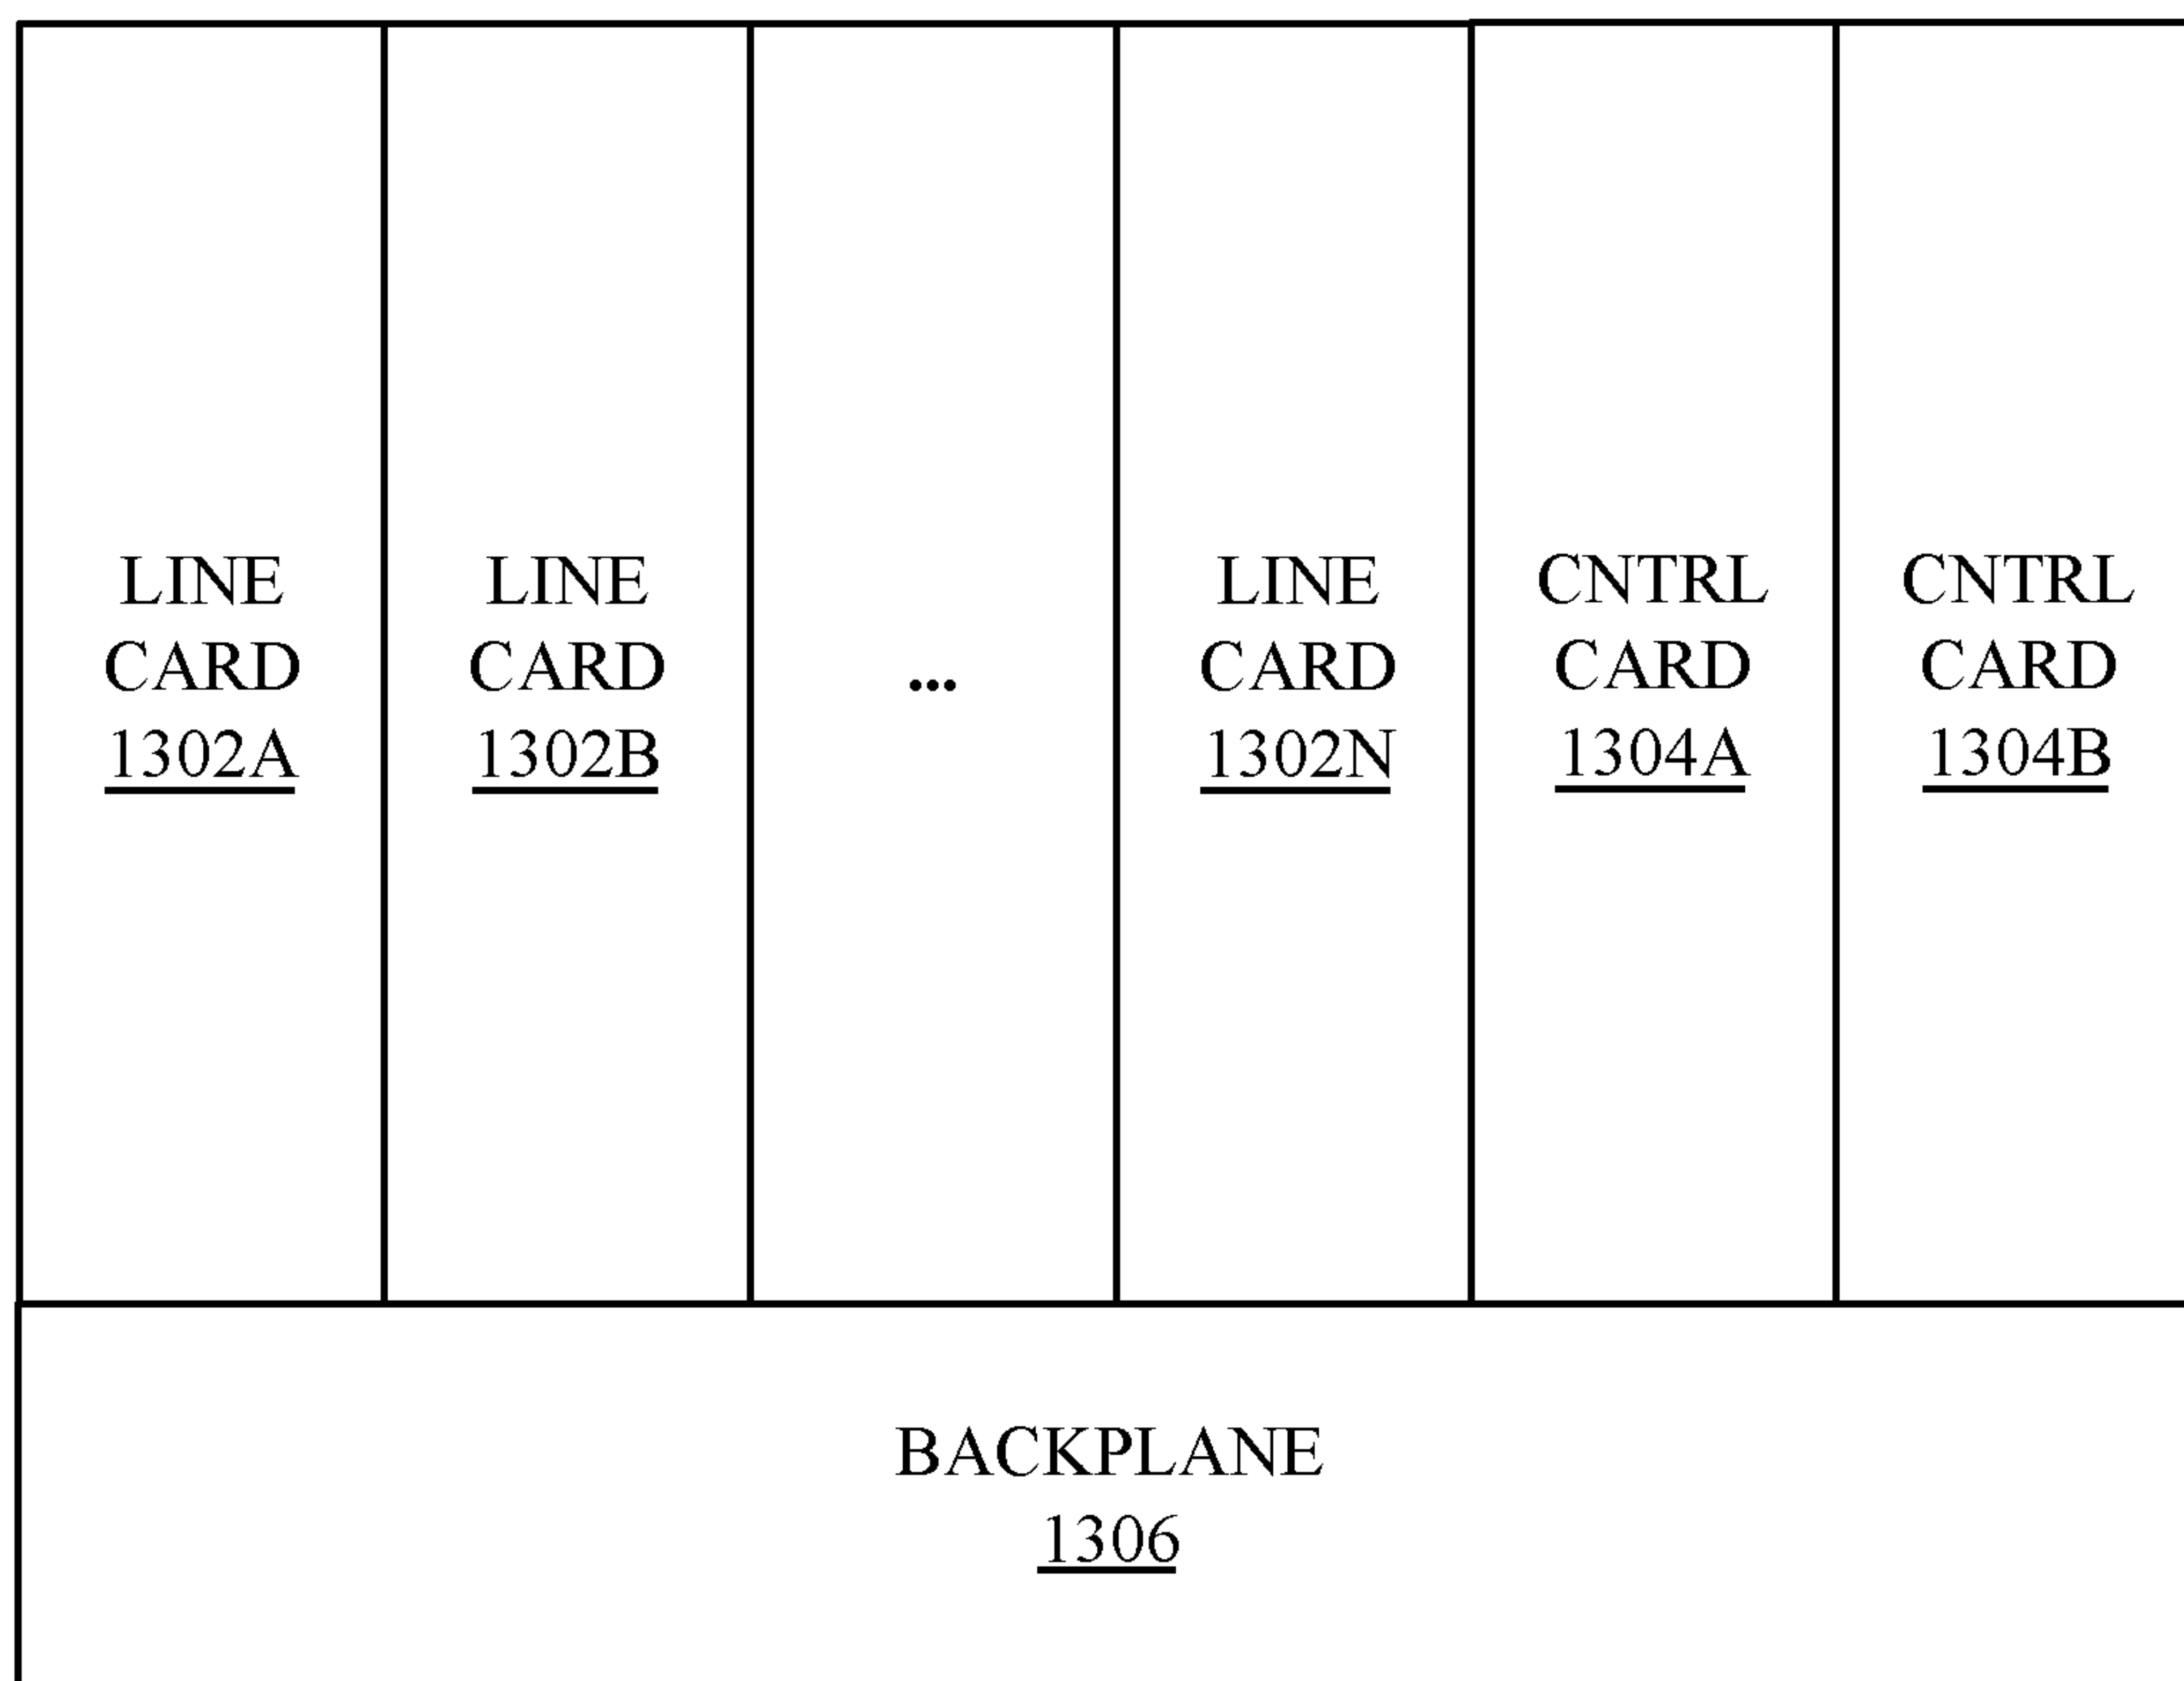 LINE
CARD
1302A
LINE
CARD
1302B
...
LINE
CARD
1302N
CNTRL
CARD
1304A
CNTRL
CARD
1304B
BACKPLANE
1306